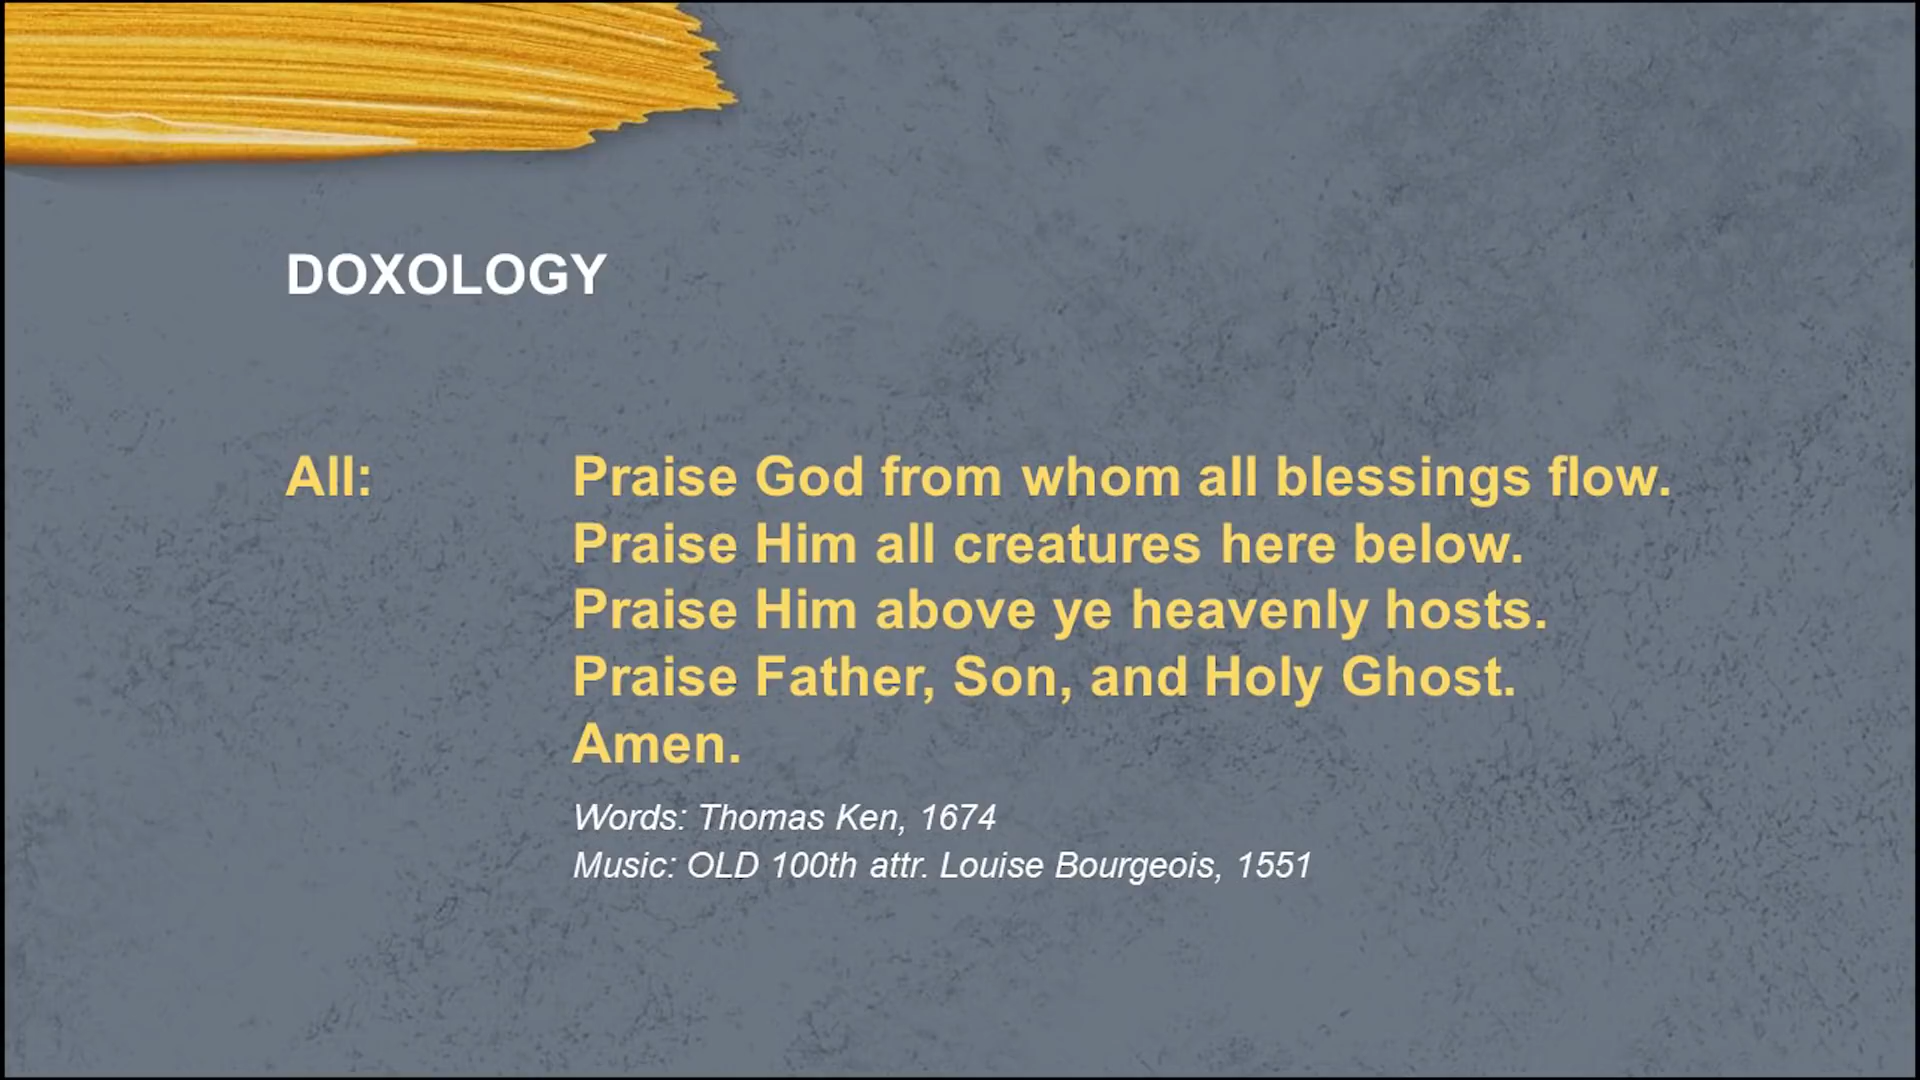 DOXOLOGY
All: Praise God from whom all blessings flow.
Praise Him all creatures here below.
Praise Him above ye heavenly hosts.
Praise Father, Son, and Holy Ghost.
Amen.
Words: Thomas Ken, 1674
Music: OLD 100th attr. Louise Bourgeois, 1551